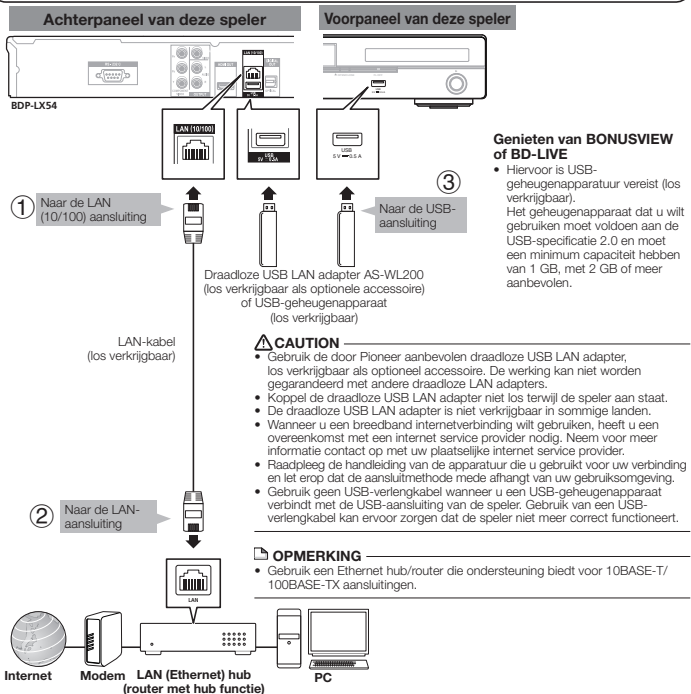 Achterpaneel van deze speler
Voorpaneel van deze speler
LAN (10/100)
BDP-LX54
LAN (10/100)
USB
5V 0.5A
USB
5 V 0.5 A
① Naar de LAN
(10/100) aansluiting
③
Naar de USB-
aansluiting
Draadloze USB LAN adapter AS-WL200
(los verkrijgbaar als optionele accessoire)
of USB-geheugenapparaat
(los verkrijgbaar)
Genieten van BONUSVIEW
of BD-LIVE
• Hiervoor is USB-
geheugenapparatuur vereist (los
verkrijgbaar).
Het geheugenapparaat dat u wilt
gebruiken moet voldoen aan de
USB-specificatie 2.0 en moet
een minimum capaciteit hebben
van 1 GB, met 2 GB of meer
aanbevolen.
LAN-kabel
(los verkrijgbaar)
CAUTION
• Gebruik de door Pioneer aanbevolen draadloze USB LAN adapter,
los verkrijgbaar als optioneel accessoire. De werking kan niet worden
gegarandeerd met andere draadloze LAN adapters.
• Koppel de draadloze USB LAN adapter niet los terwijl de speler aan staat.
• De draadloze USB LAN adapter is niet verkrijgbaar in sommige landen.
• Wanneer u een breedband internetverbinding wilt gebruiken, heeft u een
overeenkomst met een internet service provider nodig. Neem voor meer
informatie contact op met uw plaatselijke internet service provider.
• Raadpleeg de handleiding van de apparatuur die u gebruikt voor uw verbinding
en let erop dat de aansluitmethode mede afhangt van uw gebruiksomgeving.
• Gebruik geen USB-verlengkabel wanneer u een USB-geheugenapparaat
verbindt met de USB-aansluiting van de speler. Gebruik van een USB-
verlengkabel kan ervoor zorgen dat de speler niet meer correct functioneert.
② Naar de LAN-
aansluiting
OPMERKING
• Gebruik een Ethernet hub/router die ondersteuning biedt voor 10BASE-T/
100BASE-TX aansluitingen.
LAN
Internet
Modem
LAN (Ethernet) hub
(router met hub functie)
PC